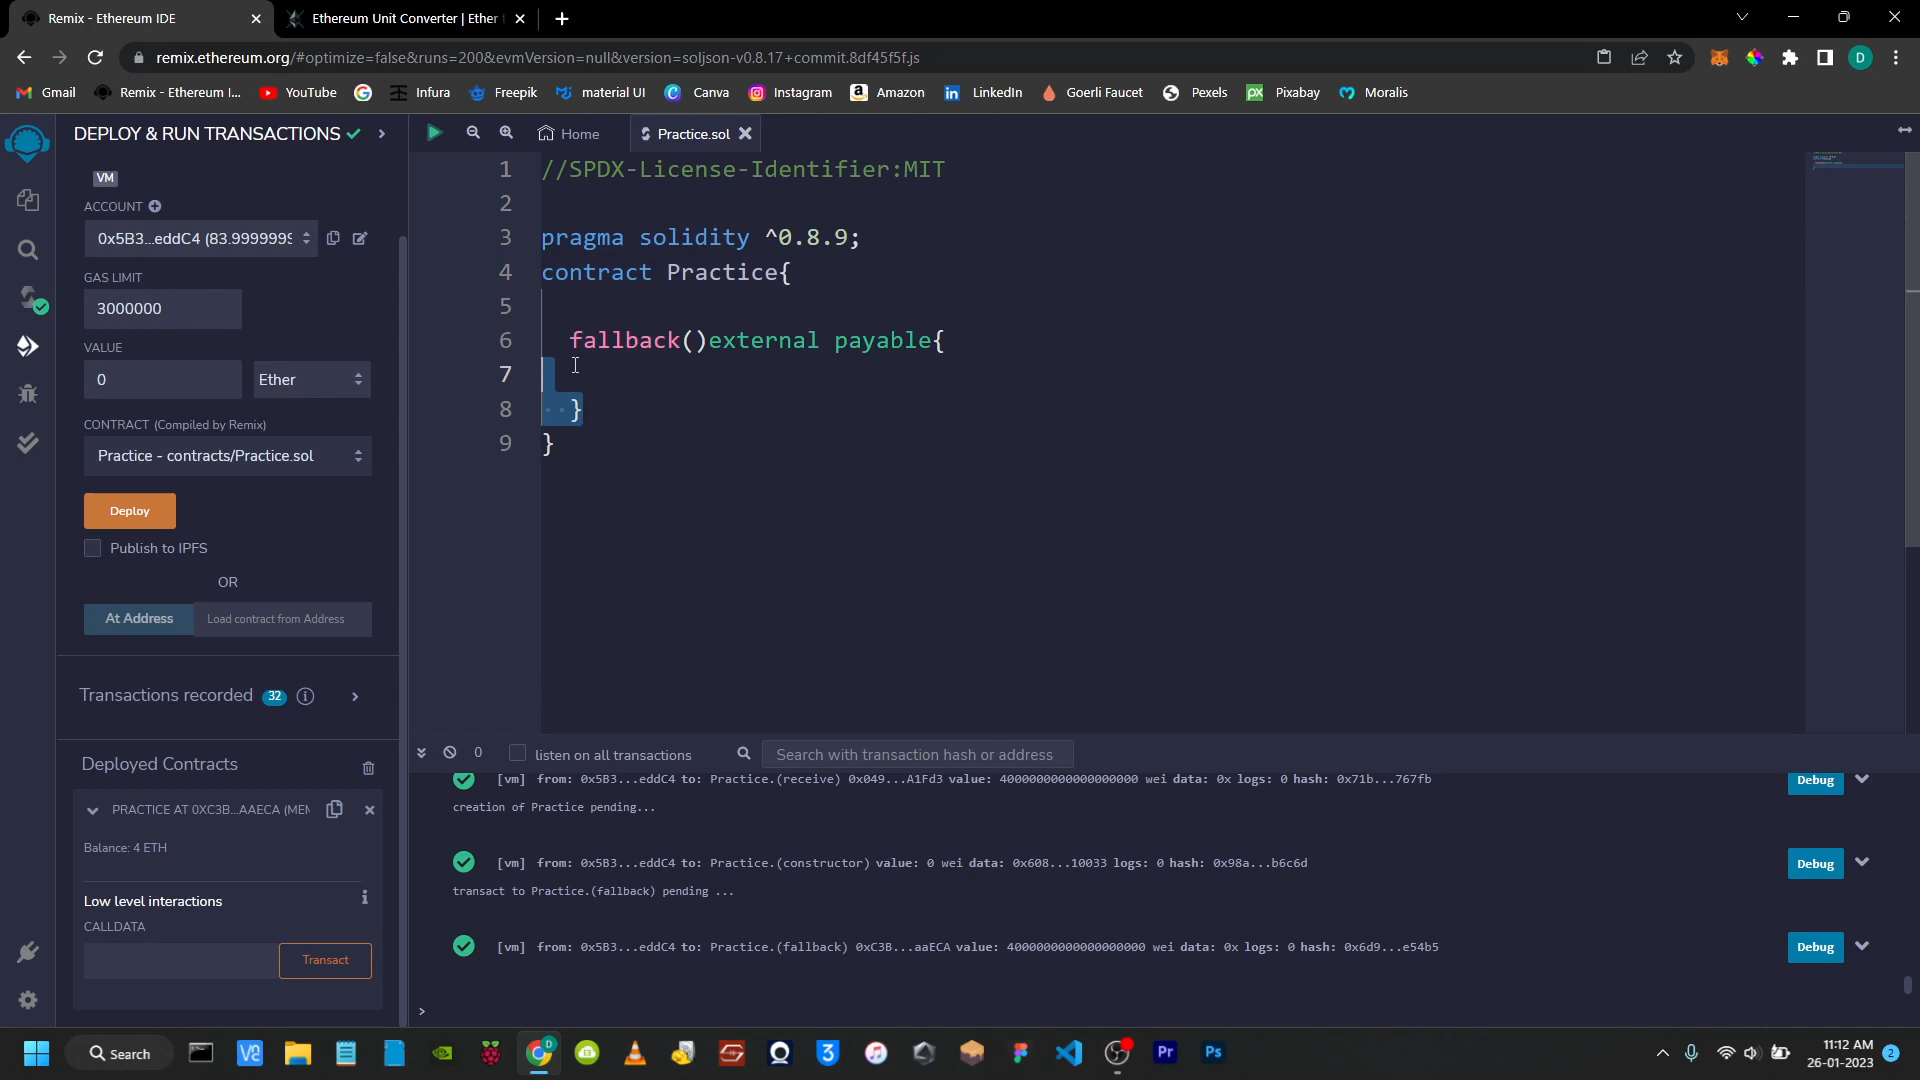 Remix - Ethereum IDE
Ethereum Unit Converter | Ether
remix.ethereum.org/#optimize=false&runs=200&evmVersion=null&version=soljson-v0.8.17+commit.8df45f5f.js
D
Gmail Remix - Ethereum I... YouTube Infura Freepik material UI Canva Instagram Amazon LinkedIn Goerli Faucet Pexels Pixabay Moralis
DEPLOY & RUN TRANSACTIONS
Home
Practice.sol
VM
ACCOUNT
0x5B3...eddC4 (83.9999999
GAS LIMIT
3000000
VALUE
0
Ether
CONTRACT (Compiled by Remix)
Practice - contracts/Practice.sol
Deploy
Publish to IPFS
OR
At Address
Load contract from Address
Transactions recorded 32
Deployed Contracts
PRACTICE AT 0XC3B...AAECA (MEM
Balance: 4 ETH
Low level interactions
CALLDATA
Transact
1 //SPDX-License-Identifier:MIT
2
3 pragma solidity ^0.8.9;
4 contract Practice{
5
6 fallback()external payable{
7
8 }
9 }
0 listen on all transactions Search with transaction hash or address
[vm] from: 0x5B3...eddC4 to: Practice.(receive) 0x049...A1Fd3 value: 4000000000000000000 wei data: 0x logs: 0 hash: 0x71b...767fb Debug
creation of Practice pending...
[vm] from: 0x5B3...eddC4 to: Practice.(constructor) value: 0 wei data: 0x608...10033 logs: 0 hash: 0x98a...b6c6d Debug
transact to Practice.(fallback) pending ...
[vm] from: 0x5B3...eddC4 to: Practice.(fallback) 0xC3B...aaECA value: 4000000000000000000 wei data: 0x logs: 0 hash: 0x6d9...e54b5 Debug
>
Search
Pr
Ps
11:12 AM
26-01-2023
2